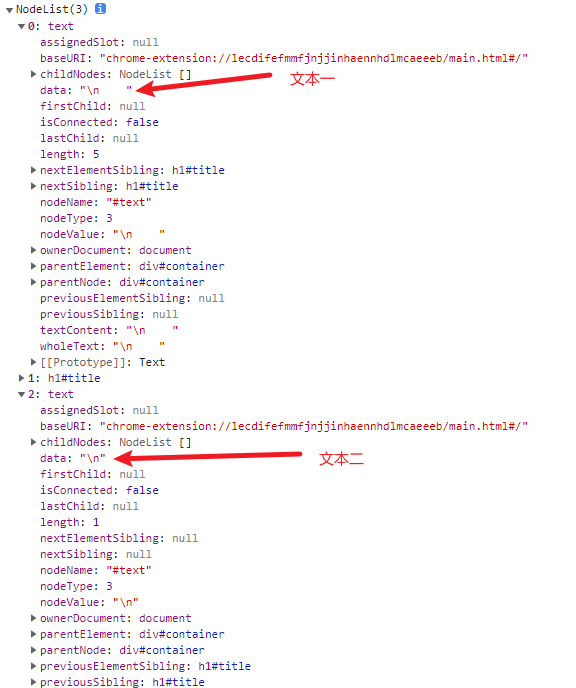 NodeList(3) i
0: text
assignedSlot: null
baseURI: "chrome-extension://lecdifefmmfjnjjinhaennhdlmcaeeeb/main.html#/"
childNodes: NodeList []
data: "\n    " 文本一
firstChild: null
isConnected: false
lastChild: null
length: 5
nextElementSibling: h1#title
nextSibling: h1#title
nodeName: "#text"
nodeType: 3
nodeValue: "\n    "
ownerDocument: document
parentElement: div#container
parentNode: div#container
previousElementSibling: null
previousSibling: null
textContent: "\n    "
wholeText: "\n    "
[[Prototype]]: Text
1: h1#title
2: text
assignedSlot: null
baseURI: "chrome-extension://lecdifefmmfjnjjinhaennhdlmcaeeeb/main.html#/"
childNodes: NodeList []
data: "\n" 文本二
firstChild: null
isConnected: false
lastChild: null
length: 1
nextElementSibling: null
nextSibling: null
nodeName: "#text"
nodeType: 3
nodeValue: "\n"
ownerDocument: document
parentElement: div#container
parentNode: div#container
previousElementSibling: h1#title
previousSibling: h1#title